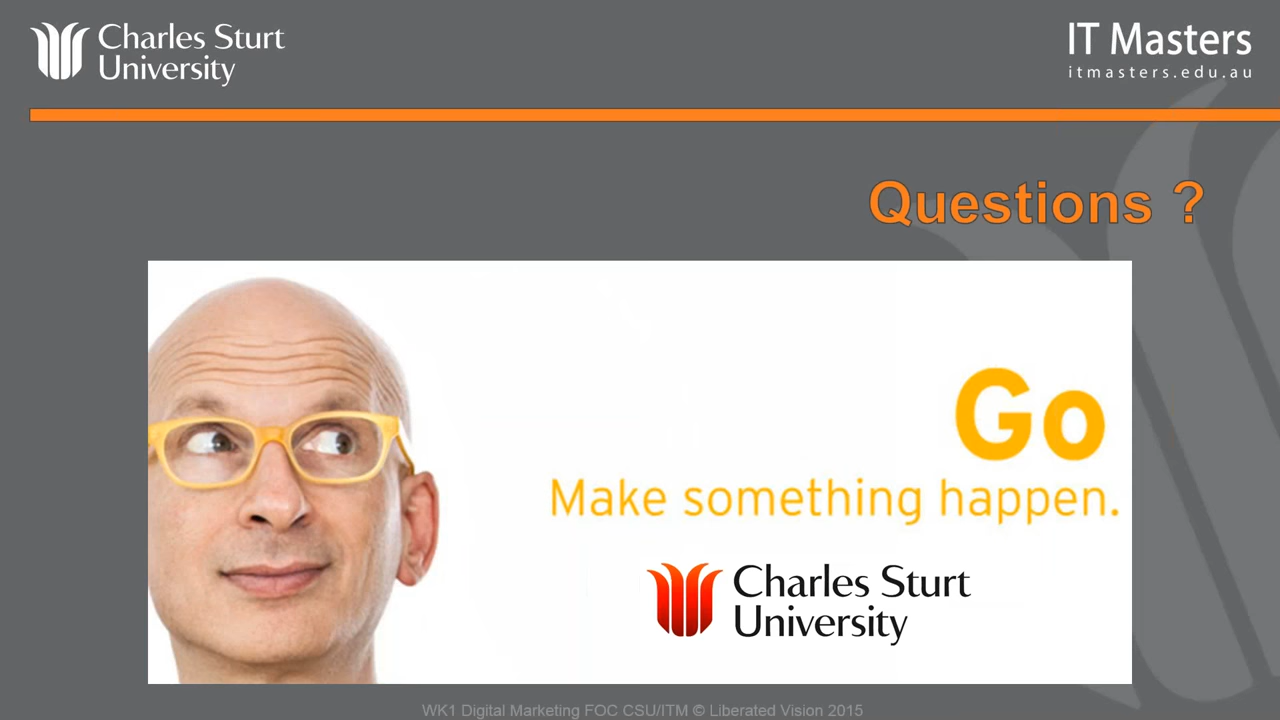 Charles Sturt
University
IT Masters
itmasters.edu.au
Questions ?
Go
Make something happen.
Charles Sturt
University
WK1 Digital Marketing FOC CSU/ITM © Liberated Vision 2015